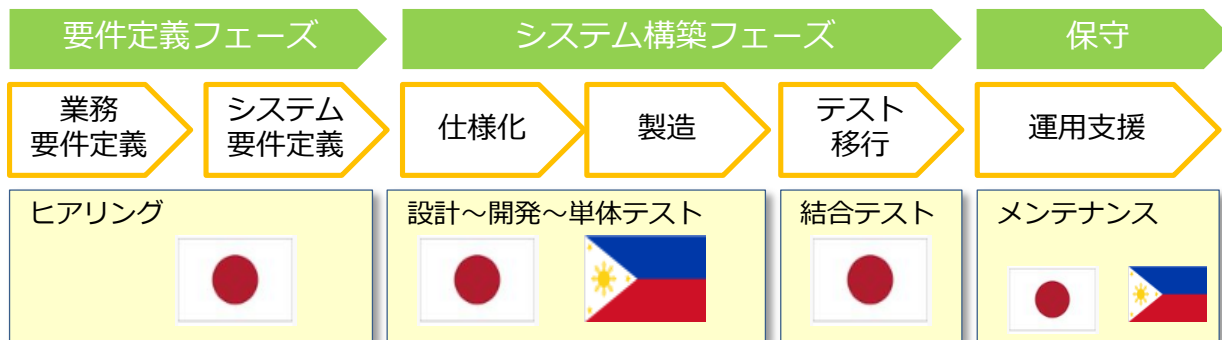 要件定義フェーズ
システム構築フェーズ
保守
業務
要件定義
システム
要件定義
仕様化
製造
テスト
移行
運用支援
ヒアリング
設計～開発～単体テスト
結合テスト
メンテナンス